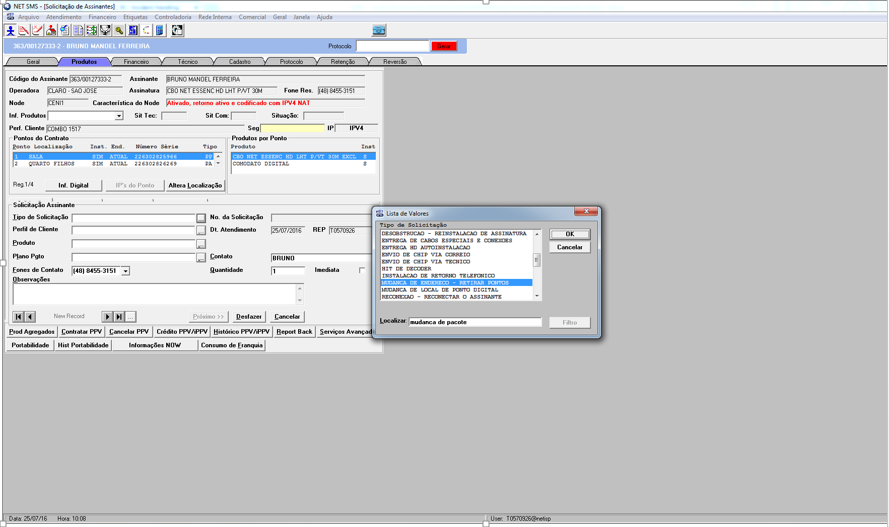 NET SMS - [Solicitação de Assinantes]
Arquivo Atendimento Financeiro Etiquetas Controladoria Rede Interna Comercial Geral Janela Ajuda
363/00127333-2 - BRUNO MANOEL FERREIRA Protocolo Gerar
Geral Produtos Financeiro Técnico Cadastro Protocolo Retenção Reversão
Código do Assinante 363/00127333-2 Assinante BRUNO MANOEL FERREIRA
Operadora CLARO - SAO JOSE Assinatura CBO NET ESSENC HD LHT P/VT 30M Fone Res. (48) 8455-3151
Node CENI1 Característica do Node Ativado, retorno ativo e codificado com IPV4 NAT
Inf. Produtos Sit Tec: Sit Com: Situação:
Perf. Cliente COMBO 1517 Seg IP IPV4
Pontos do Contrato Produtos por Ponto
Ponto Localização Inst. End. Número Série Tipo Produto Inst
1 SALA SIM ATUAL 226302826966 PP CBO NET ESSENC HD LHT P/VT 30M EXCL S
2 QUARTO FILHOS SIM ATUAL 226302826269 PA COMODATO DIGITAL S
Reg.1/4 Inf. Digital IP's do Ponto Altera Localização
Solicitação Assinante
Tipo de Solicitação ... No. da Solicitação
Perfil de Cliente ... Dt. Atendimento 25/07/2016 REP T0570926
Produto ...
Plano Pgto ... Contato BRUNO
Fones de Contato (48) 8455-3151 Quantidade 1 Imediata
Observações
New Record ... Próximo >> Desfazer Cancelar
Prod Agregados Contratar PPV Cancelar PPV Crédito PPV/iPPV Histórico PPV/iPPV Report Back Serviços Avançado
Portabilidade Hist Portabilidade Informações NOW Consumo de Franquia
Lista de Valores
Tipo de Solicitação
DESOBSTRUCAO - REINSTALACAO DE ASSINATURA
ENTREGA DE CABOS ESPECIAIS E CONEXOES
ENTREGA HD AUTOINSTALACAO
ENVIO DE CHIP VIA CORREIO
ENVIO DE CHIP VIA TECNICO
HIT DE DECODER
INSTALACAO DE RETORNO TELEFONICO
MUDANCA DE ENDERECO - RETIRAR PONTOS
MUDANCA DE LOCAL DE PONTO DIGITAL
RECONEXAO - RECONECTAR O ASSINANTE
OK
Cancelar
Localizar: mudanca de pacote Filtro
Data: 25/07/16 Hora: 10:08 User: T0570926@netisp